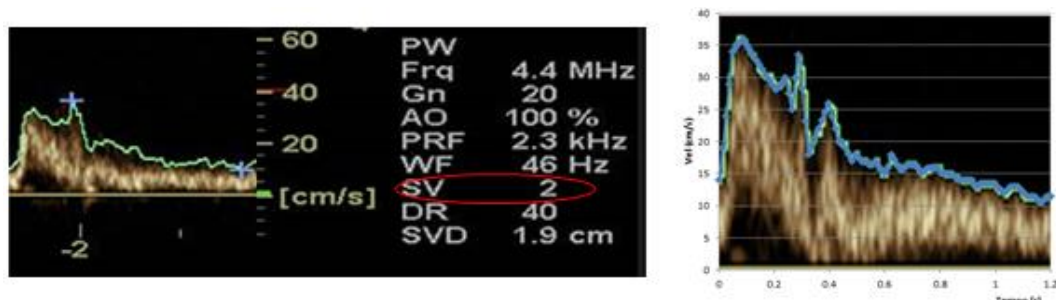 60
40
20
[cm/s]
-2
PW
Frq 4.4 MHz
Gn 20
AO 100 %
PRF 2.3 kHz
WF 46 Hz
SV 2
DR 40
SVD 1.9 cm
40
35
30
25
20
15
10
5
0
Vel (cm/s)
0 0.2 0.4 0.6 0.8 1 1.2
Tempo (s)